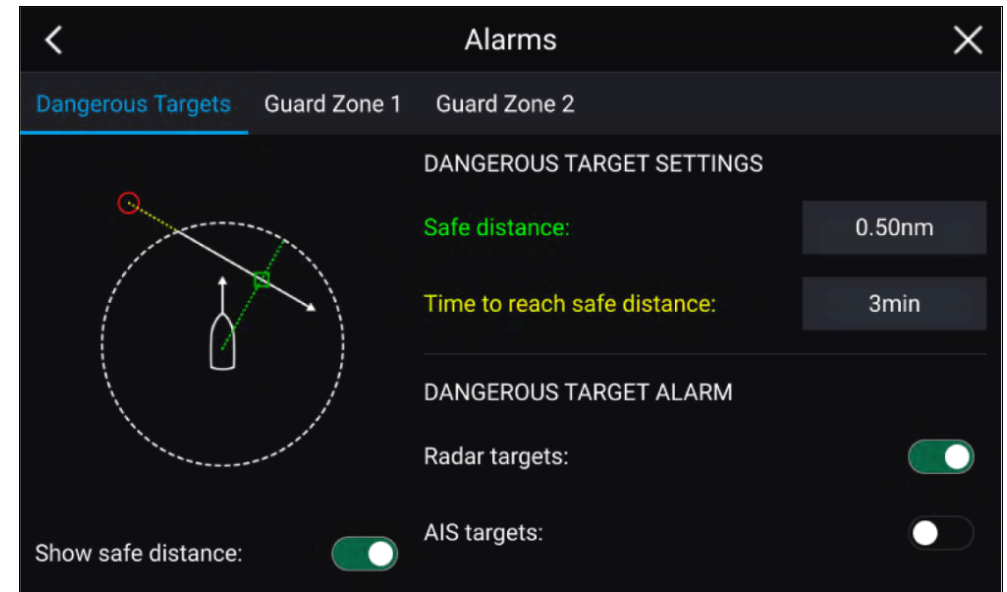 Alarms
Dangerous Targets Guard Zone 1 Guard Zone 2
DANGEROUS TARGET SETTINGS
Safe distance: 0.50nm
Time to reach safe distance: 3min
DANGEROUS TARGET ALARM
Radar targets:
AIS targets:
Show safe distance: